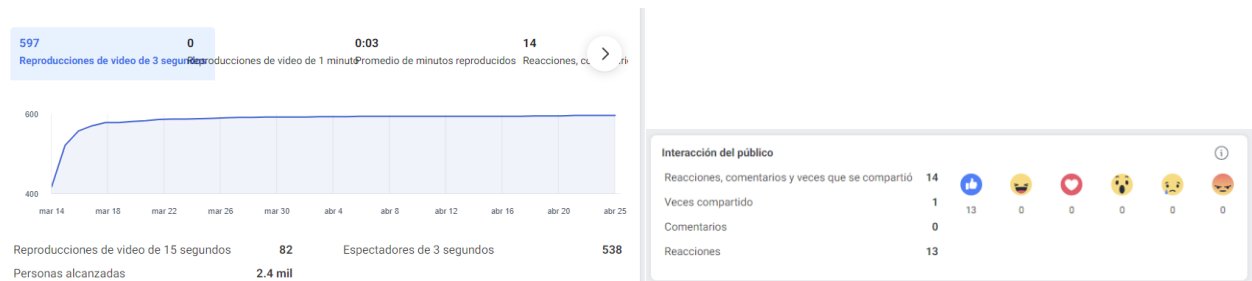 597
Reproducciones de video de 3 segundos
0
Reproducciones de video de 1 minuto
0:03
Promedio de minutos reproducidos
14
Reacciones,
600
400
mar 14 mar 18 mar 22 mar 26 mar 30 abr 4 abr 8 abr 12 abr 16 abr 20 abr 25
Reproducciones de video de 15 segundos 82
Espectadores de 3 segundos 538
Personas alcanzadas 2.4 mil
Interacción del público
Reacciones, comentarios y veces que se compartió 14
Veces compartido 1
Comentarios 0
Reacciones 13
13 0 0 0 0 0